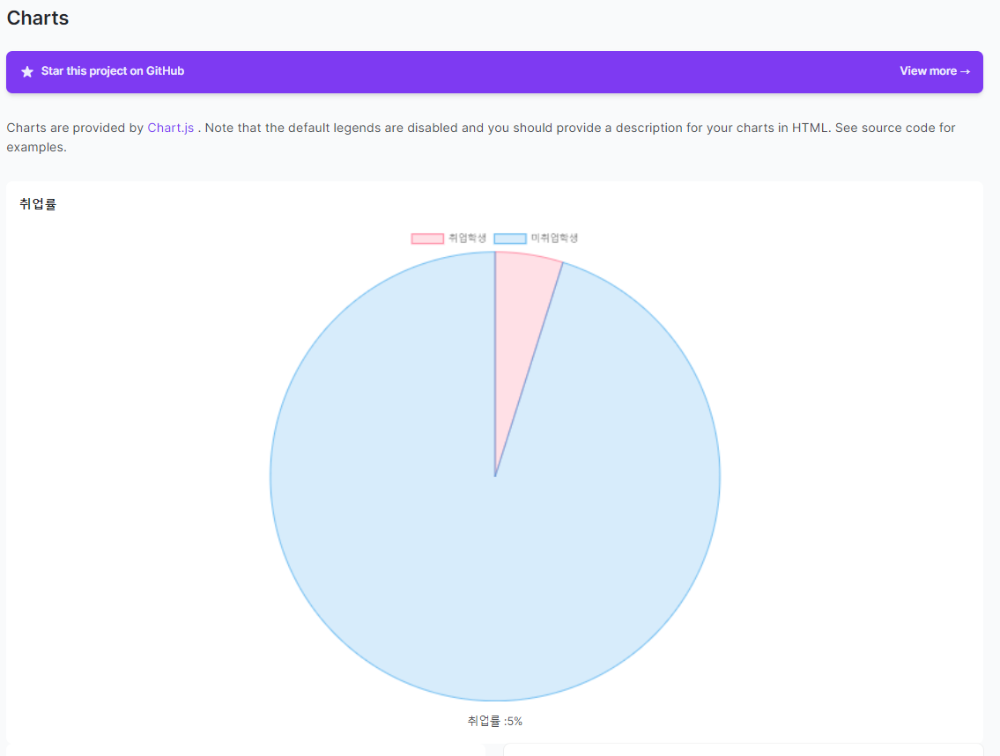 Charts
Star this project on GitHub
View more →
Charts are provided by Chart.js . Note that the default legends are disabled and you should provide a description for your charts in HTML. See source code for
examples.
취업률
취업학생 미취업학생
취업률 :5%